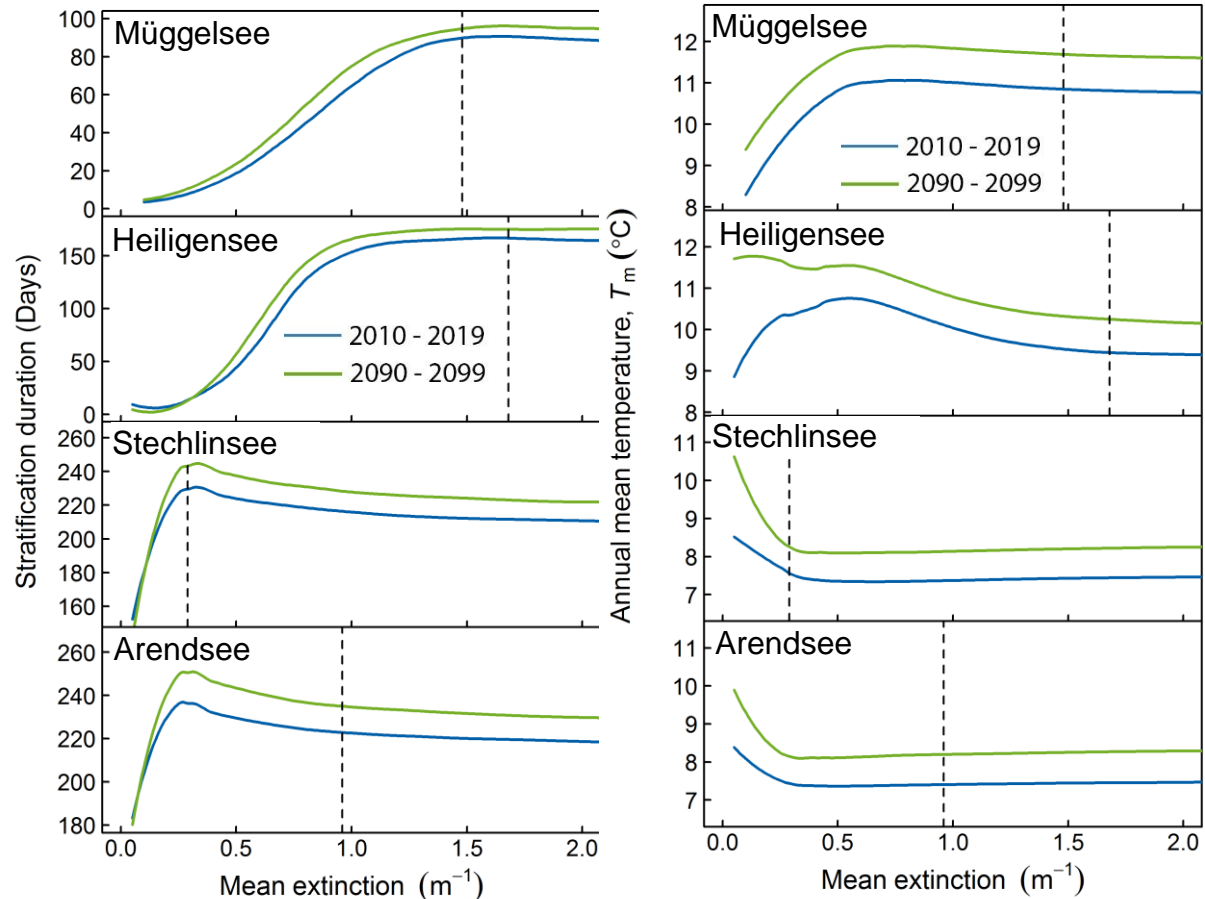 Stratification duration (Days)
Müggelsee
100
80
60
40
20
0
Heiligensee
150
100
50
0
2010 - 2019
2090 - 2099
Stechlinsee
260
240
220
200
180
160
Arendsee
260
240
220
200
180
0.0 0.5 1.0 1.5 2.0
Mean extinction (m⁻¹)
Annual mean temperature, Tm (°C)
Müggelsee
12
11
10
9
8
2010 - 2019
2090 - 2099
Heiligensee
12
11
10
9
8
Stechlinsee
11
10
9
8
7
Arendsee
11
10
9
8
7
0.0 0.5 1.0 1.5 2.0
Mean extinction (m⁻¹)